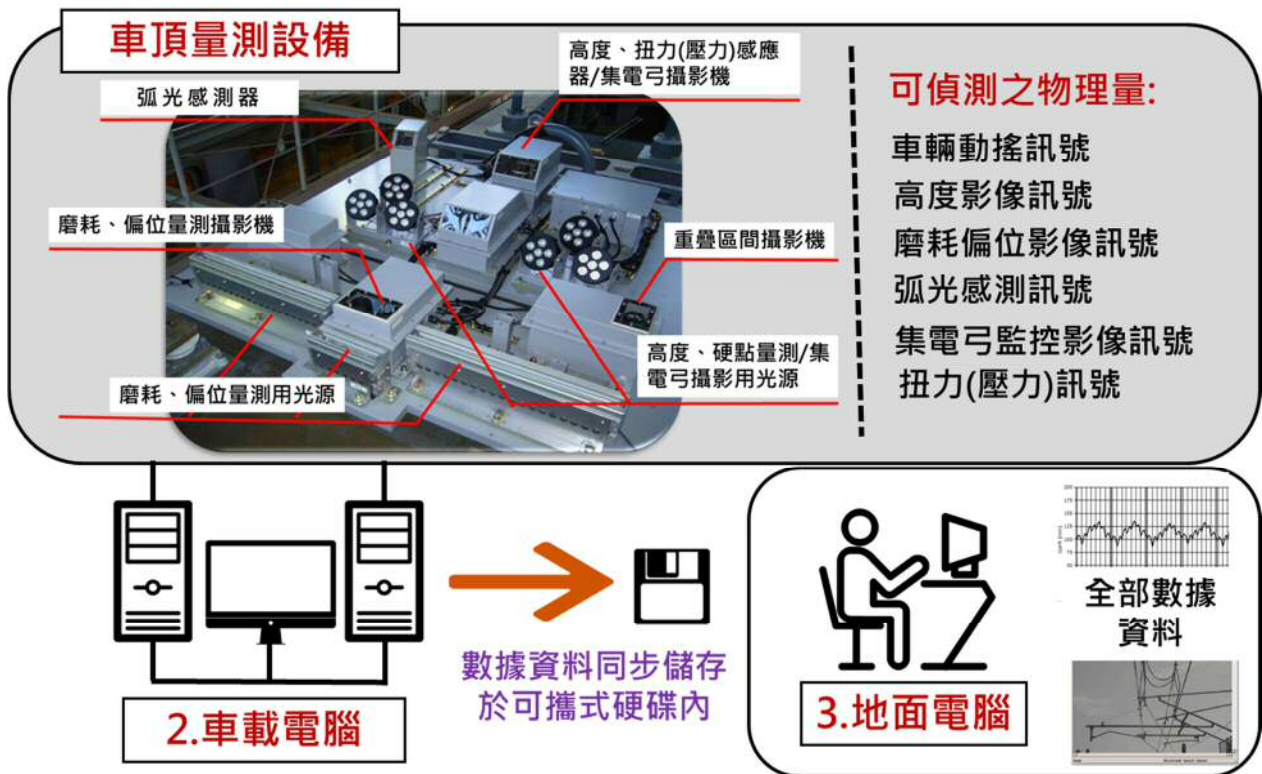 車頂量測設備
高度、扭力(壓力)感應
器/集電弓攝影機
弧光感測器
磨耗、偏位量測攝影機
重疊區間攝影機
磨耗、偏位量測用光源
高度、硬點量測/集
電弓攝影用光源
可偵測之物理量:
車輛動搖訊號
高度影像訊號
磨耗偏位影像訊號
弧光感測訊號
集電弓監控影像訊號
扭力(壓力)訊號
2.車載電腦
數據資料同步儲存
於可攜式硬碟內
3.地面電腦
200
175
150
125
100
75
50
全部數據
資料